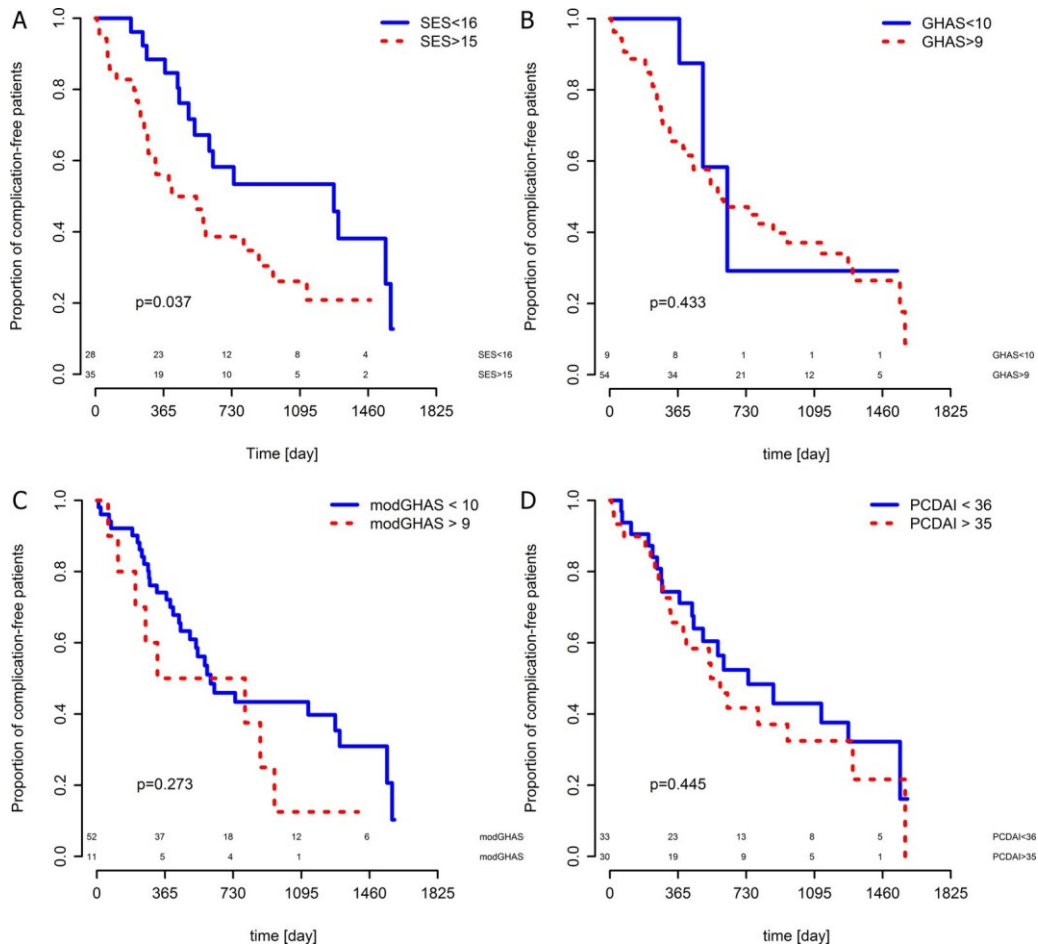 A
SES<16
SES>15
Proportion of complication-free patients
1.0
0.8
0.6
0.4
0.2
0.0
p=0.037
28 23 12 8 4 SES<16
35 19 10 5 2 SES>15
0 365 730 1095 1460 1825
Time [day]
B
GHAS<10
GHAS>9
Proportion of complication-free patients
1.0
0.8
0.6
0.4
0.2
0.0
p=0.433
9 8 1 1 1 GHAS<10
54 34 21 12 5 GHAS>9
0 365 730 1095 1460 1825
time [day]
C
modGHAS < 10
modGHAS > 9
Proportion of complication-free patients
1.0
0.8
0.6
0.4
0.2
0.0
p=0.273
52 37 18 12 6 modGHAS
11 5 4 1 modGHAS
0 365 730 1095 1460 1825
time [day]
D
PCDAI < 36
PCDAI > 35
Proportion of complication-free patients
1.0
0.8
0.6
0.4
0.2
0.0
p=0.445
33 23 13 8 5 PCDAI<36
30 19 9 5 1 PCDAI>35
0 365 730 1095 1460 1825
time [day]